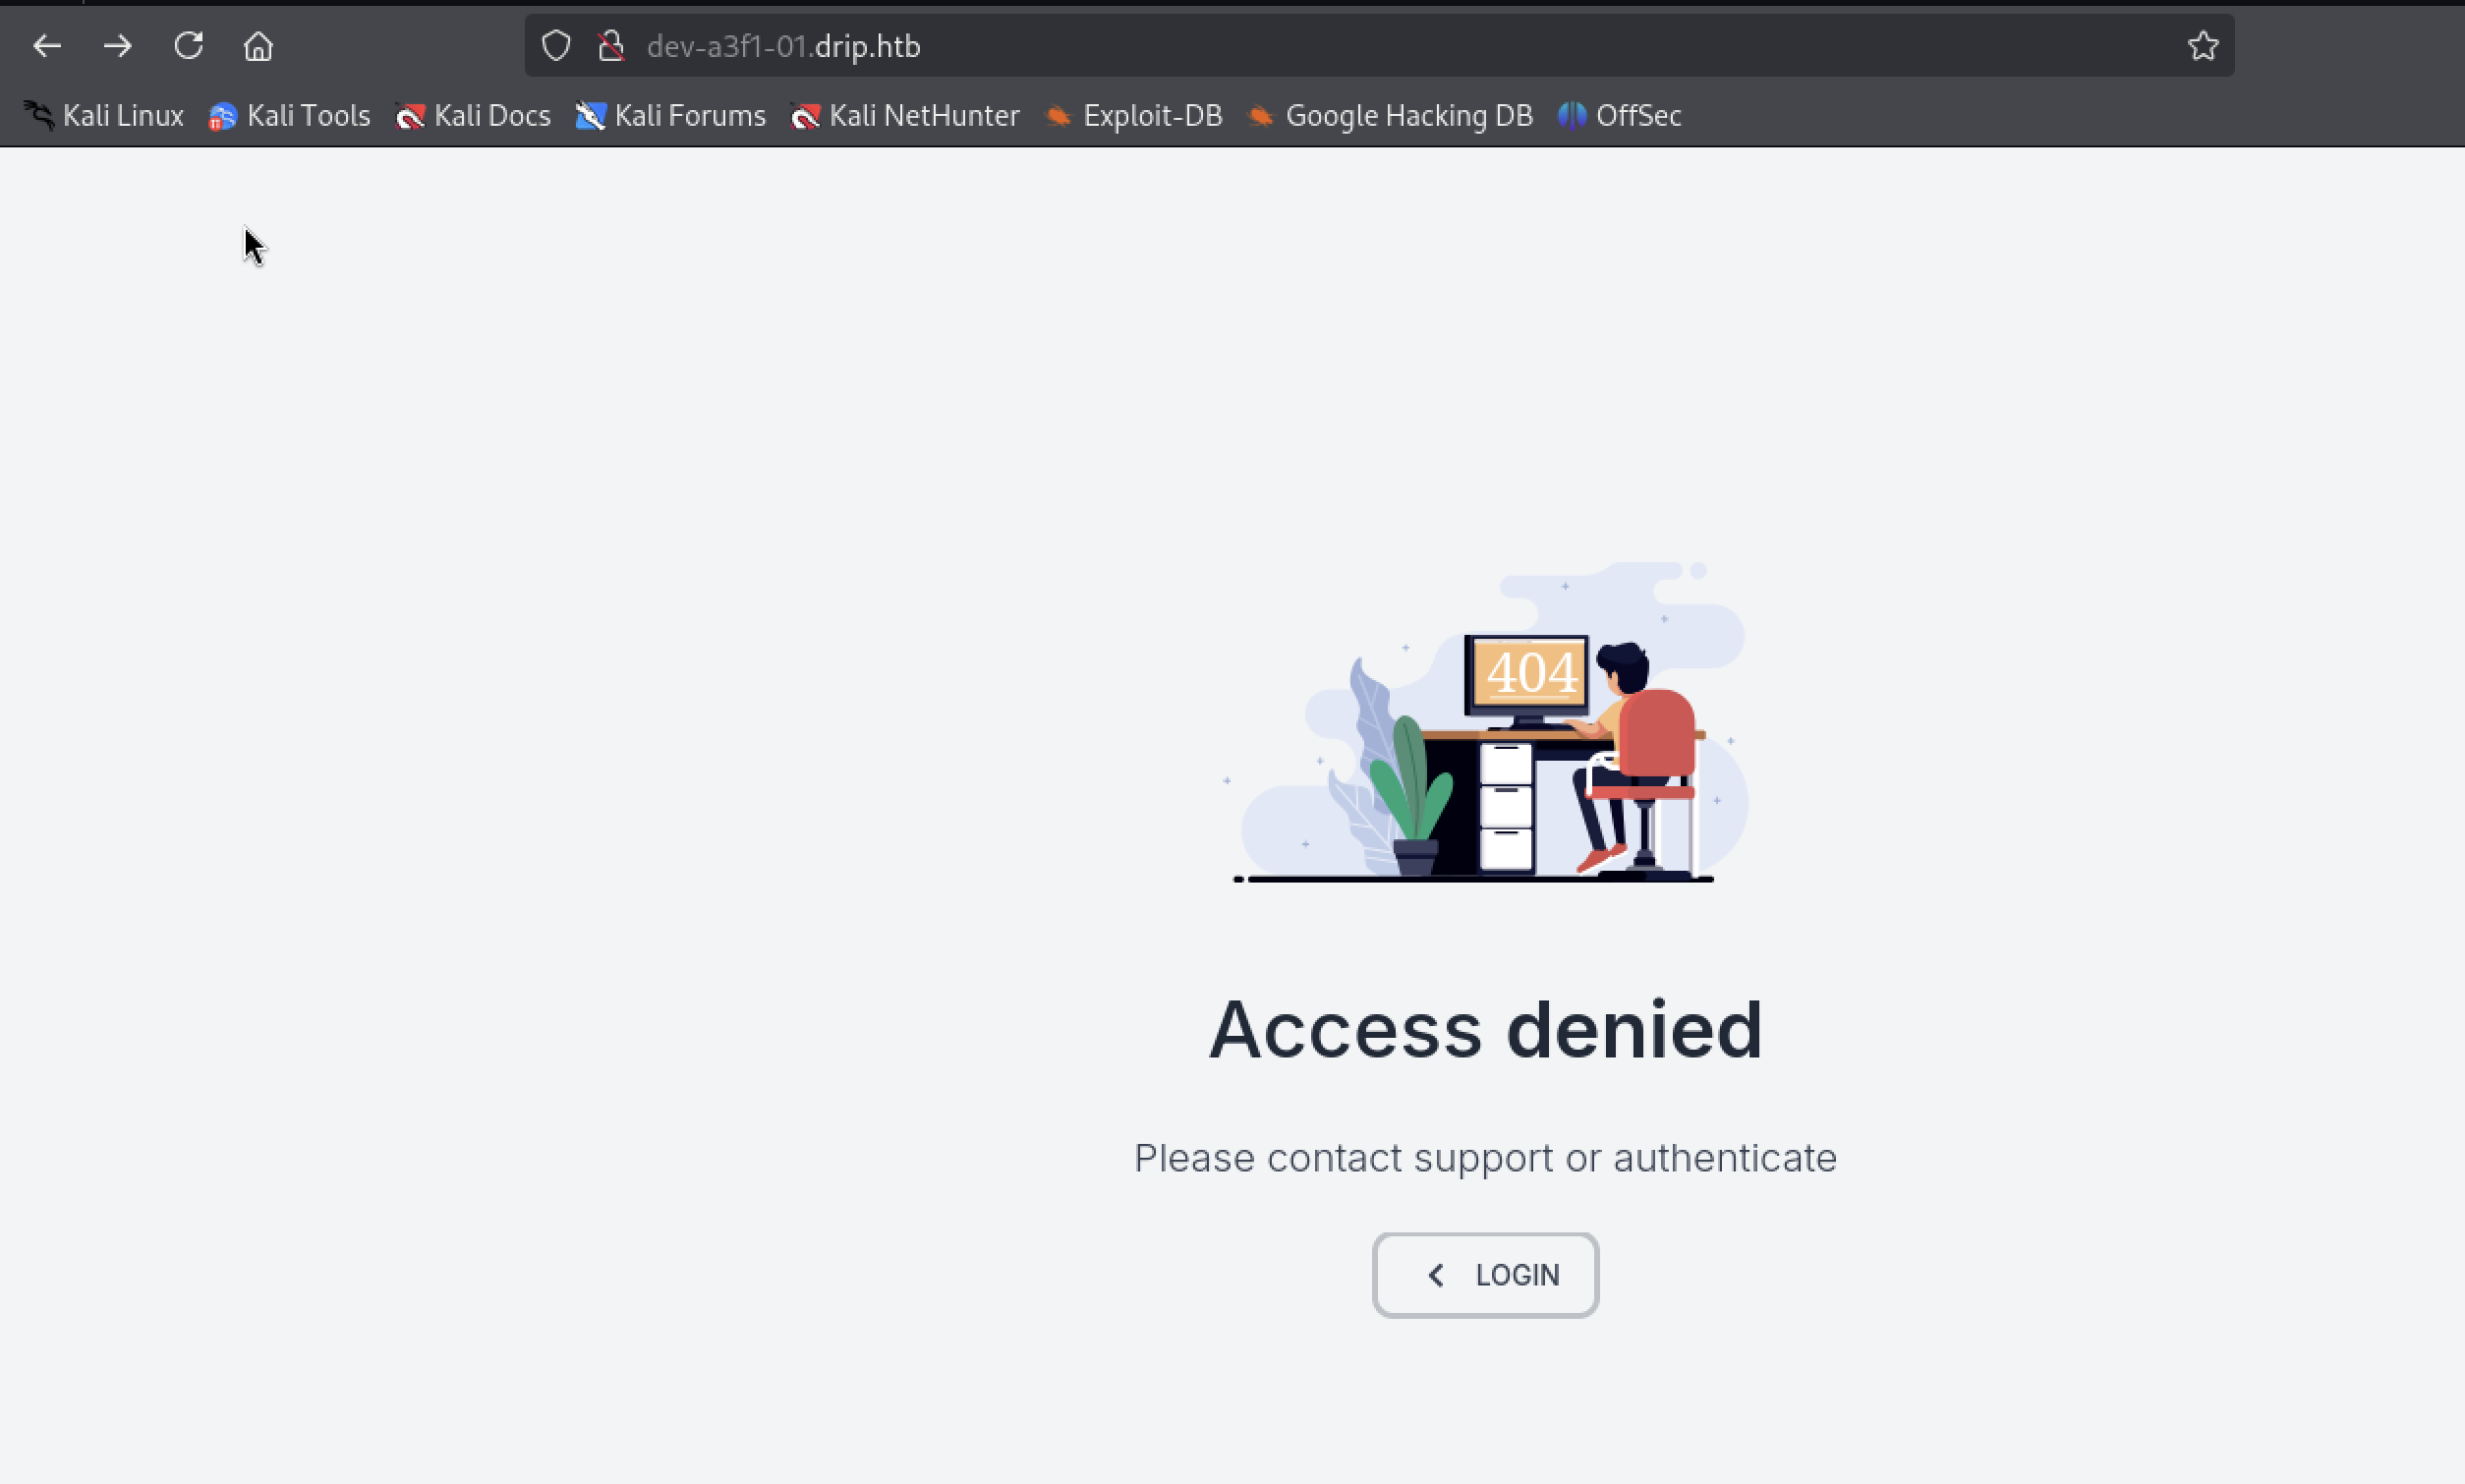 dev-a3f1-01.drip.htb
Kali Linux Kali Tools Kali Docs Kali Forums Kali NetHunter Exploit-DB Google Hacking DB OffSec
404
Access denied
Please contact support or authenticate
LOGIN